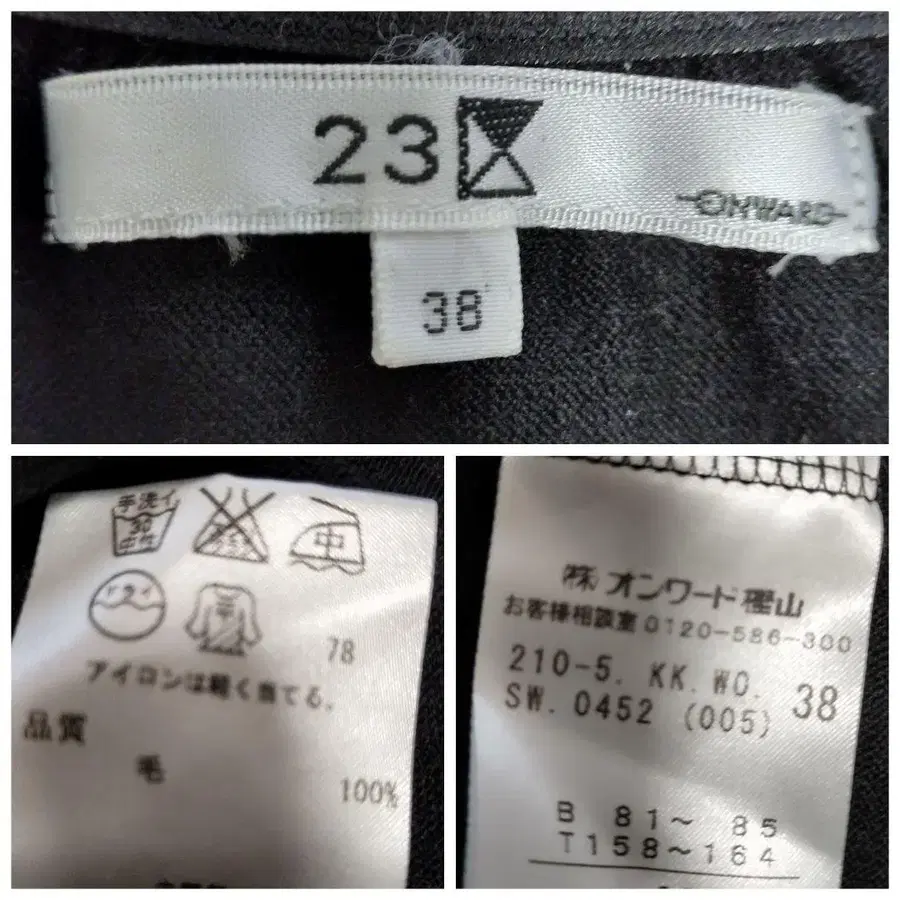 23区
ONWARD
38
手洗イ
30
中性
中
ドライ
78
アイロンは軽く当てる。
品質
毛 100%
(株) オンワード樫山
お客様相談室 0120-586-300
210-5. KK. WO. 38
SW. 0452 (005)
B 81~ 85
T158~164